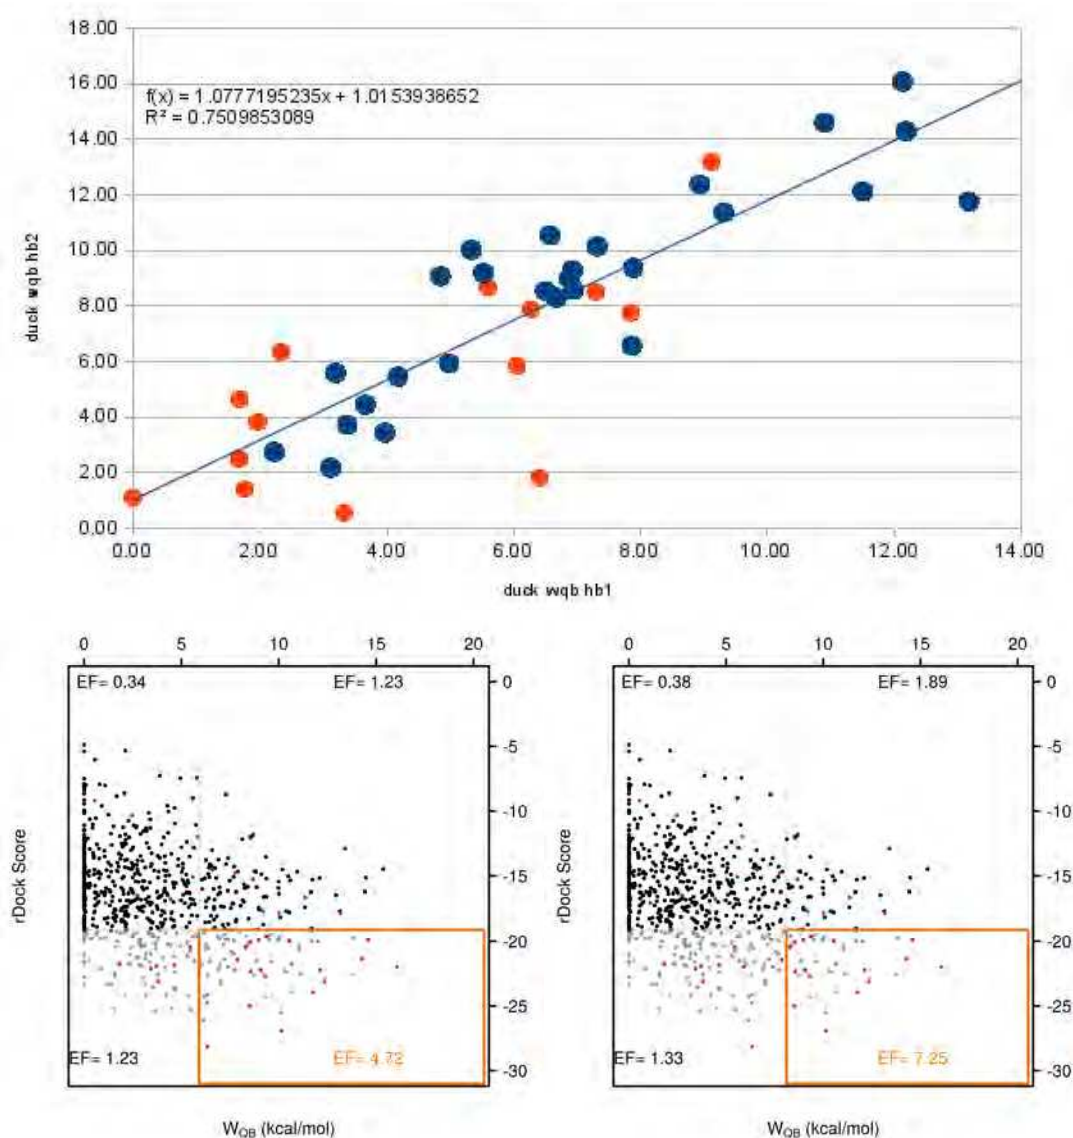 18.00
16.00
f(x) = 1.0777195235x + 1.0153938652
R² = 0.7509853089
14.00
12.00
10.00
8.00
6.00
4.00
2.00
0.00
duck wqb hb2
0.00 2.00 4.00 6.00 8.00 10.00 12.00 14.00
duck wqb hb1
0 5 10 15 20
EF= 0.34 EF= 1.23
0
-5
-10
-15
-20
-25
-30
rDock Score
EF= 1.23 EF= 4.72
W_QB (kcal/mol)
0 5 10 15 20
EF= 0.38 EF= 1.89
0
-5
-10
-15
-20
-25
-30
rDock Score
EF= 1.33 EF= 7.25
W_QB (kcal/mol)